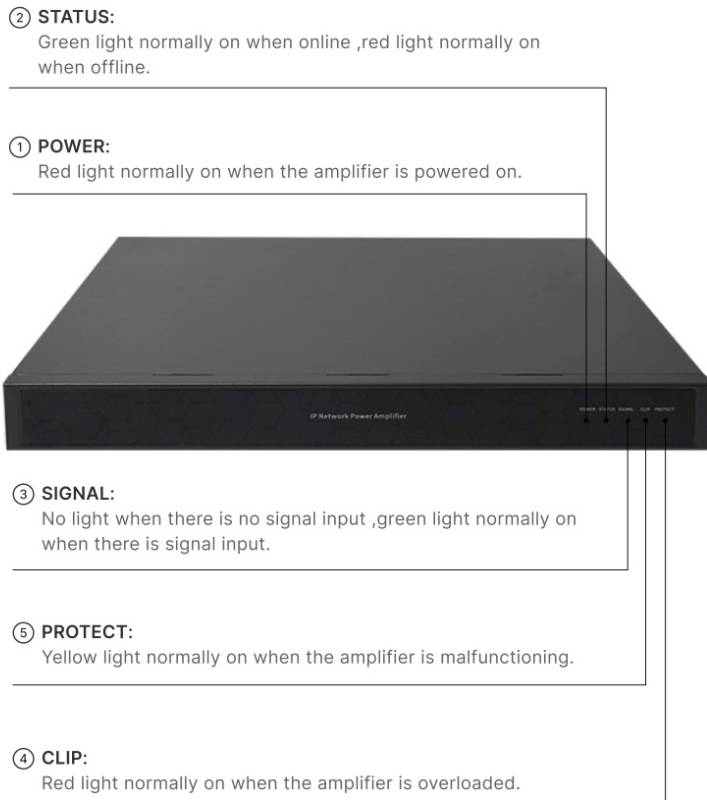 ② STATUS:
Green light normally on when online ,red light normally on
when offline.
① POWER:
Red light normally on when the amplifier is powered on.
IP Network Power Amplifier
POWER STATUS SIGNAL CLIP PROTECT
③ SIGNAL:
No light when there is no signal input ,green light normally on
when there is signal input.
⑤ PROTECT:
Yellow light normally on when the amplifier is malfunctioning.
④ CLIP:
Red light normally on when the amplifier is overloaded.